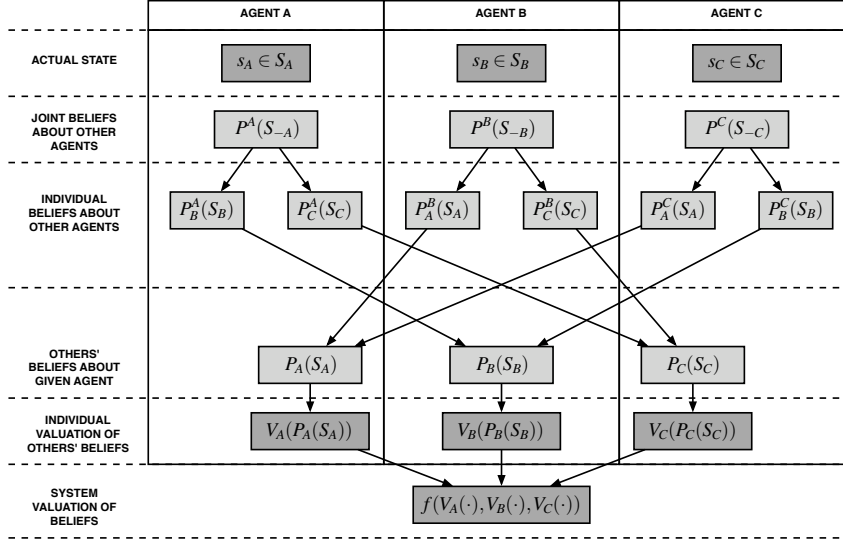 AGENT A AGENT B AGENT C
ACTUAL STATE
s_A ∈ S_A s_B ∈ S_B s_C ∈ S_C
JOINT BELIEFS
ABOUT OTHER
AGENTS
P^A(S_{-A}) P^B(S_{-B}) P^C(S_{-C})
INDIVIDUAL
BELIEFS ABOUT
OTHER AGENTS
P^A_B(S_B) P^A_C(S_C) P^B_A(S_A) P^B_C(S_C) P^C_A(S_A) P^C_B(S_B)
OTHERS'
BELIEFS ABOUT
GIVEN AGENT
P_A(S_A) P_B(S_B) P_C(S_C)
INDIVIDUAL
VALUATION OF
OTHERS' BELIEFS
V_A(P_A(S_A)) V_B(P_B(S_B)) V_C(P_C(S_C))
SYSTEM
VALUATION OF
BELIEFS
f(V_A(·),V_B(·),V_C(·))